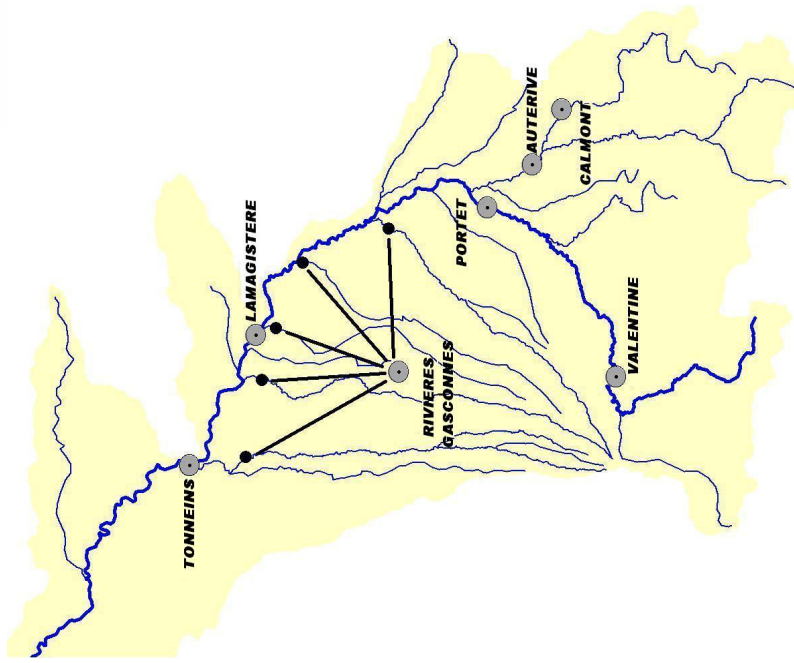 TONNEINS
LAMAGISTERE
RIVIERES
GASCONNES
PORTET
AUTERIVE
CALMONT
VALENTINE